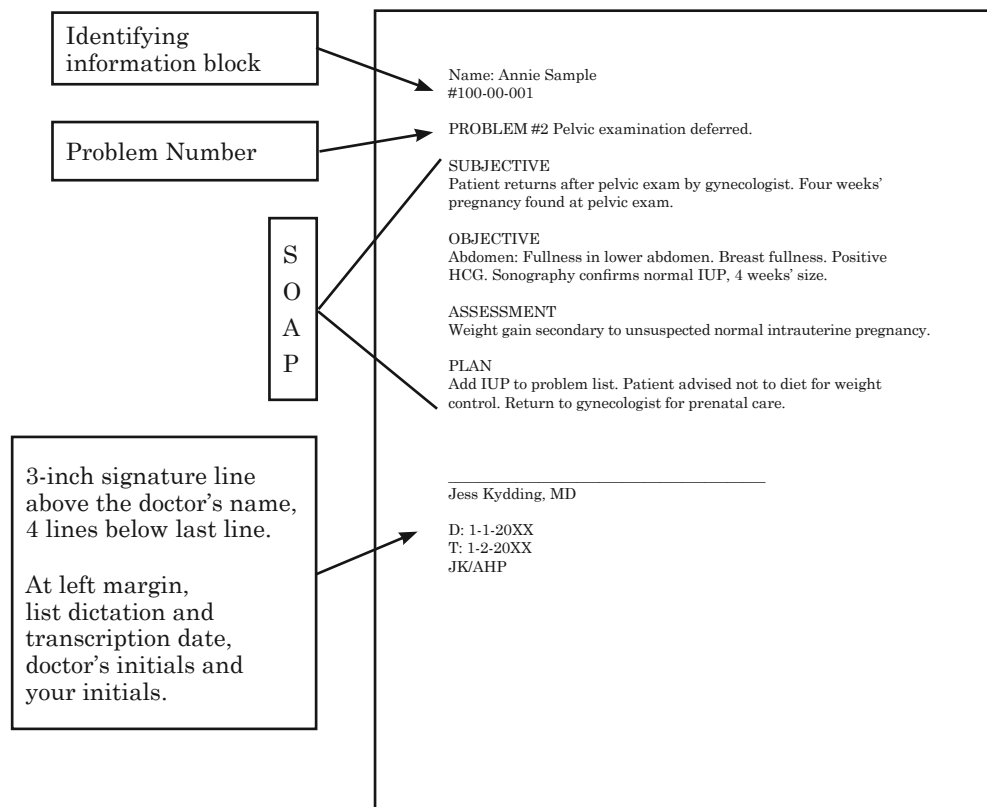 Identifying
information block
Problem Number
S
O
A
P
3-inch signature line
above the doctor's name,
4 lines below last line.
At left margin,
list dictation and
transcription date,
doctor's initials and
your initials.
Name: Annie Sample
#100-00-001
PROBLEM #2 Pelvic examination deferred.
SUBJECTIVE
Patient returns after pelvic exam by gynecologist. Four weeks'
pregnancy found at pelvic exam.
OBJECTIVE
Abdomen: Fullness in lower abdomen. Breast fullness. Positive
HCG. Sonography confirms normal IUP, 4 weeks' size.
ASSESSMENT
Weight gain secondary to unsuspected normal intrauterine pregnancy.
PLAN
Add IUP to problem list. Patient advised not to diet for weight
control. Return to gynecologist for prenatal care.
Jess Kydding, MD
D: 1-1-20XX
T: 1-2-20XX
JK/AHP